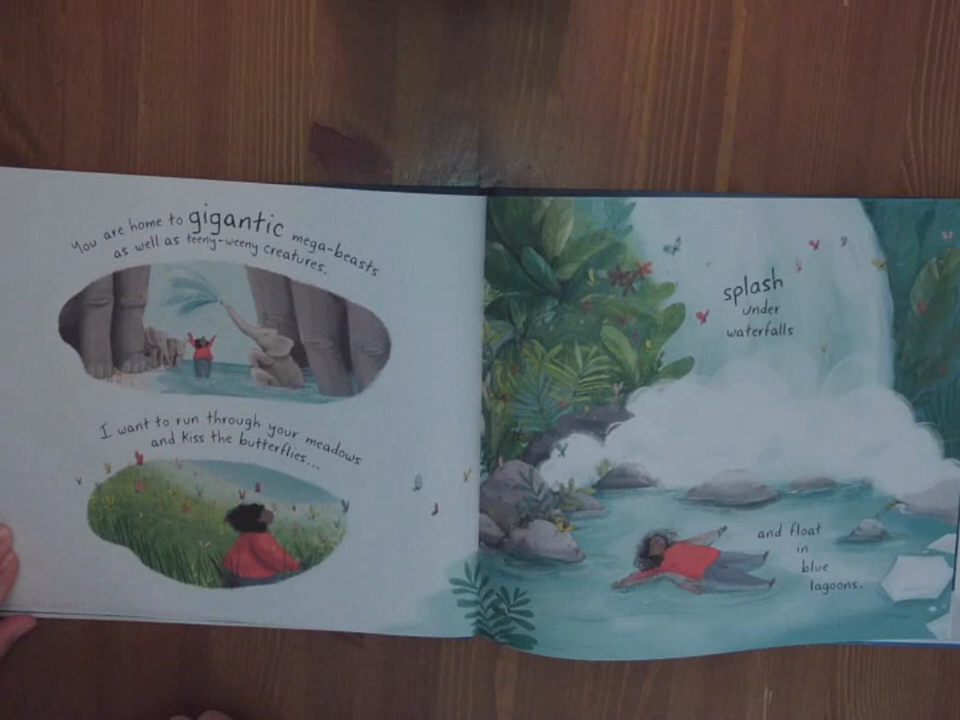 You are home to gigantic mega-beasts
as well as teeny-weeny creatures.
I want to run through your meadows
and kiss the butterflies...
splash
under
waterfalls
and float
in
blue
lagoons.